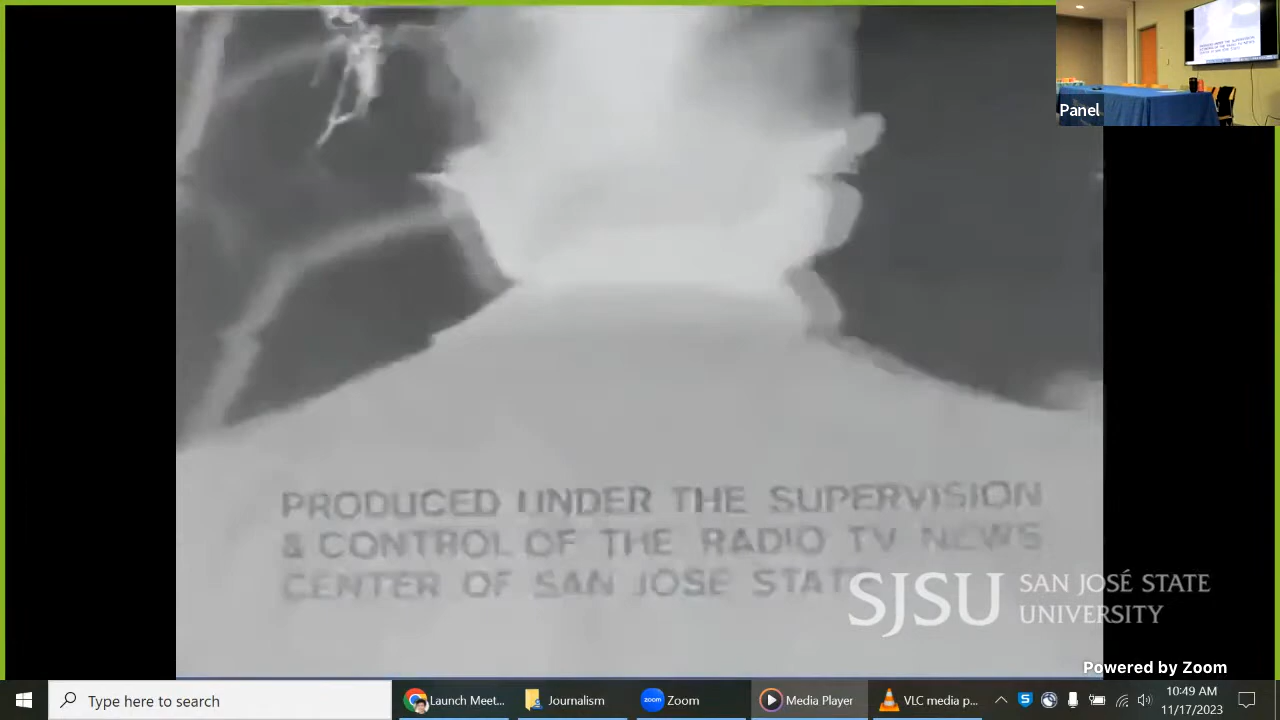 Panel
PRODUCED UNDER THE SUPERVISION
& CONTROL OF THE RADIO TV NEWS
CENTER OF SAN JOSE STATE
SJSU SAN JOSÉ STATE
UNIVERSITY
Powered by Zoom
Type here to search
Launch Meet...
Journalism
zoom
Zoom
Media Player
VLC media p...
10:49 AM
11/17/2023